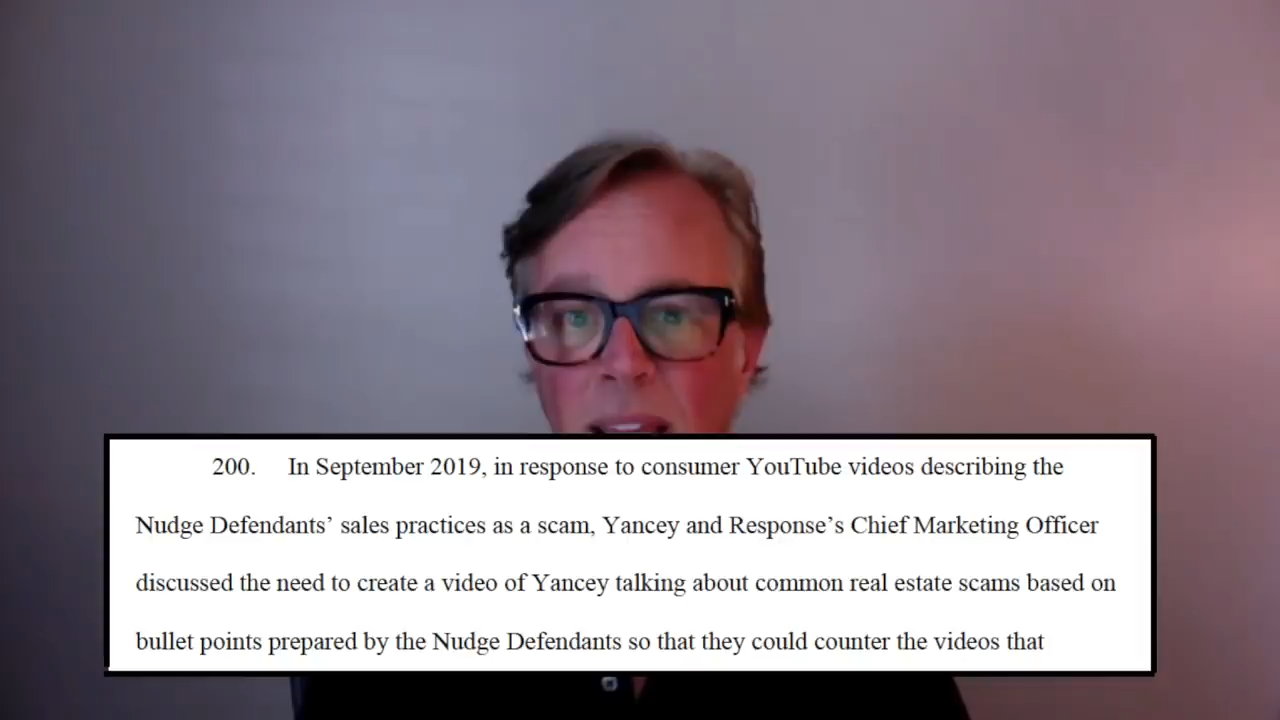 200. In September 2019, in response to consumer YouTube videos describing the
Nudge Defendants’ sales practices as a scam, Yancey and Response’s Chief Marketing Officer
discussed the need to create a video of Yancey talking about common real estate scams based on
bullet points prepared by the Nudge Defendants so that they could counter the videos that